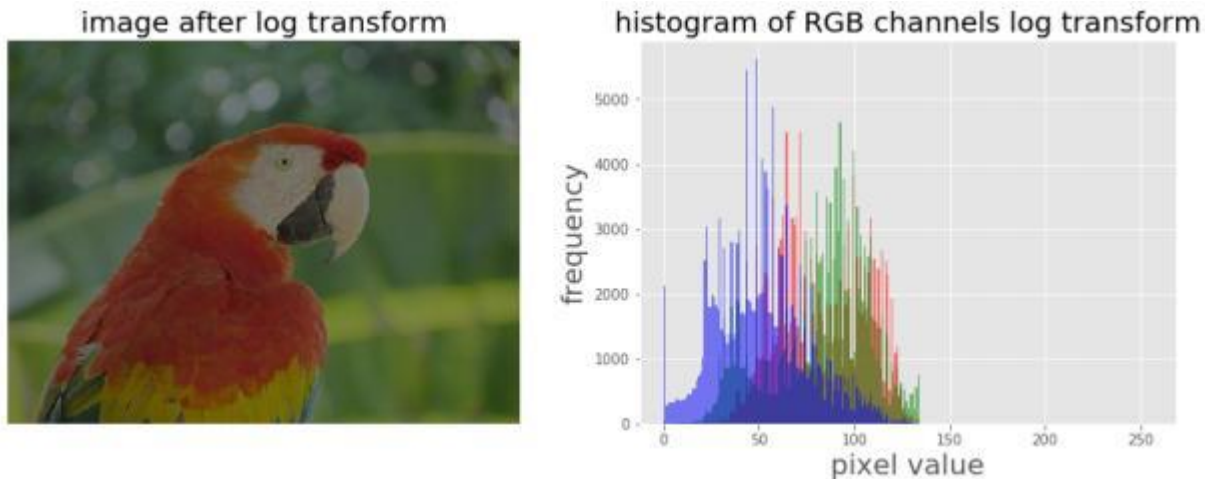 image after log transform
histogram of RGB channels log transform
frequency
5000
4000
3000
2000
1000
0
0 50 100 150 200 250
pixel value